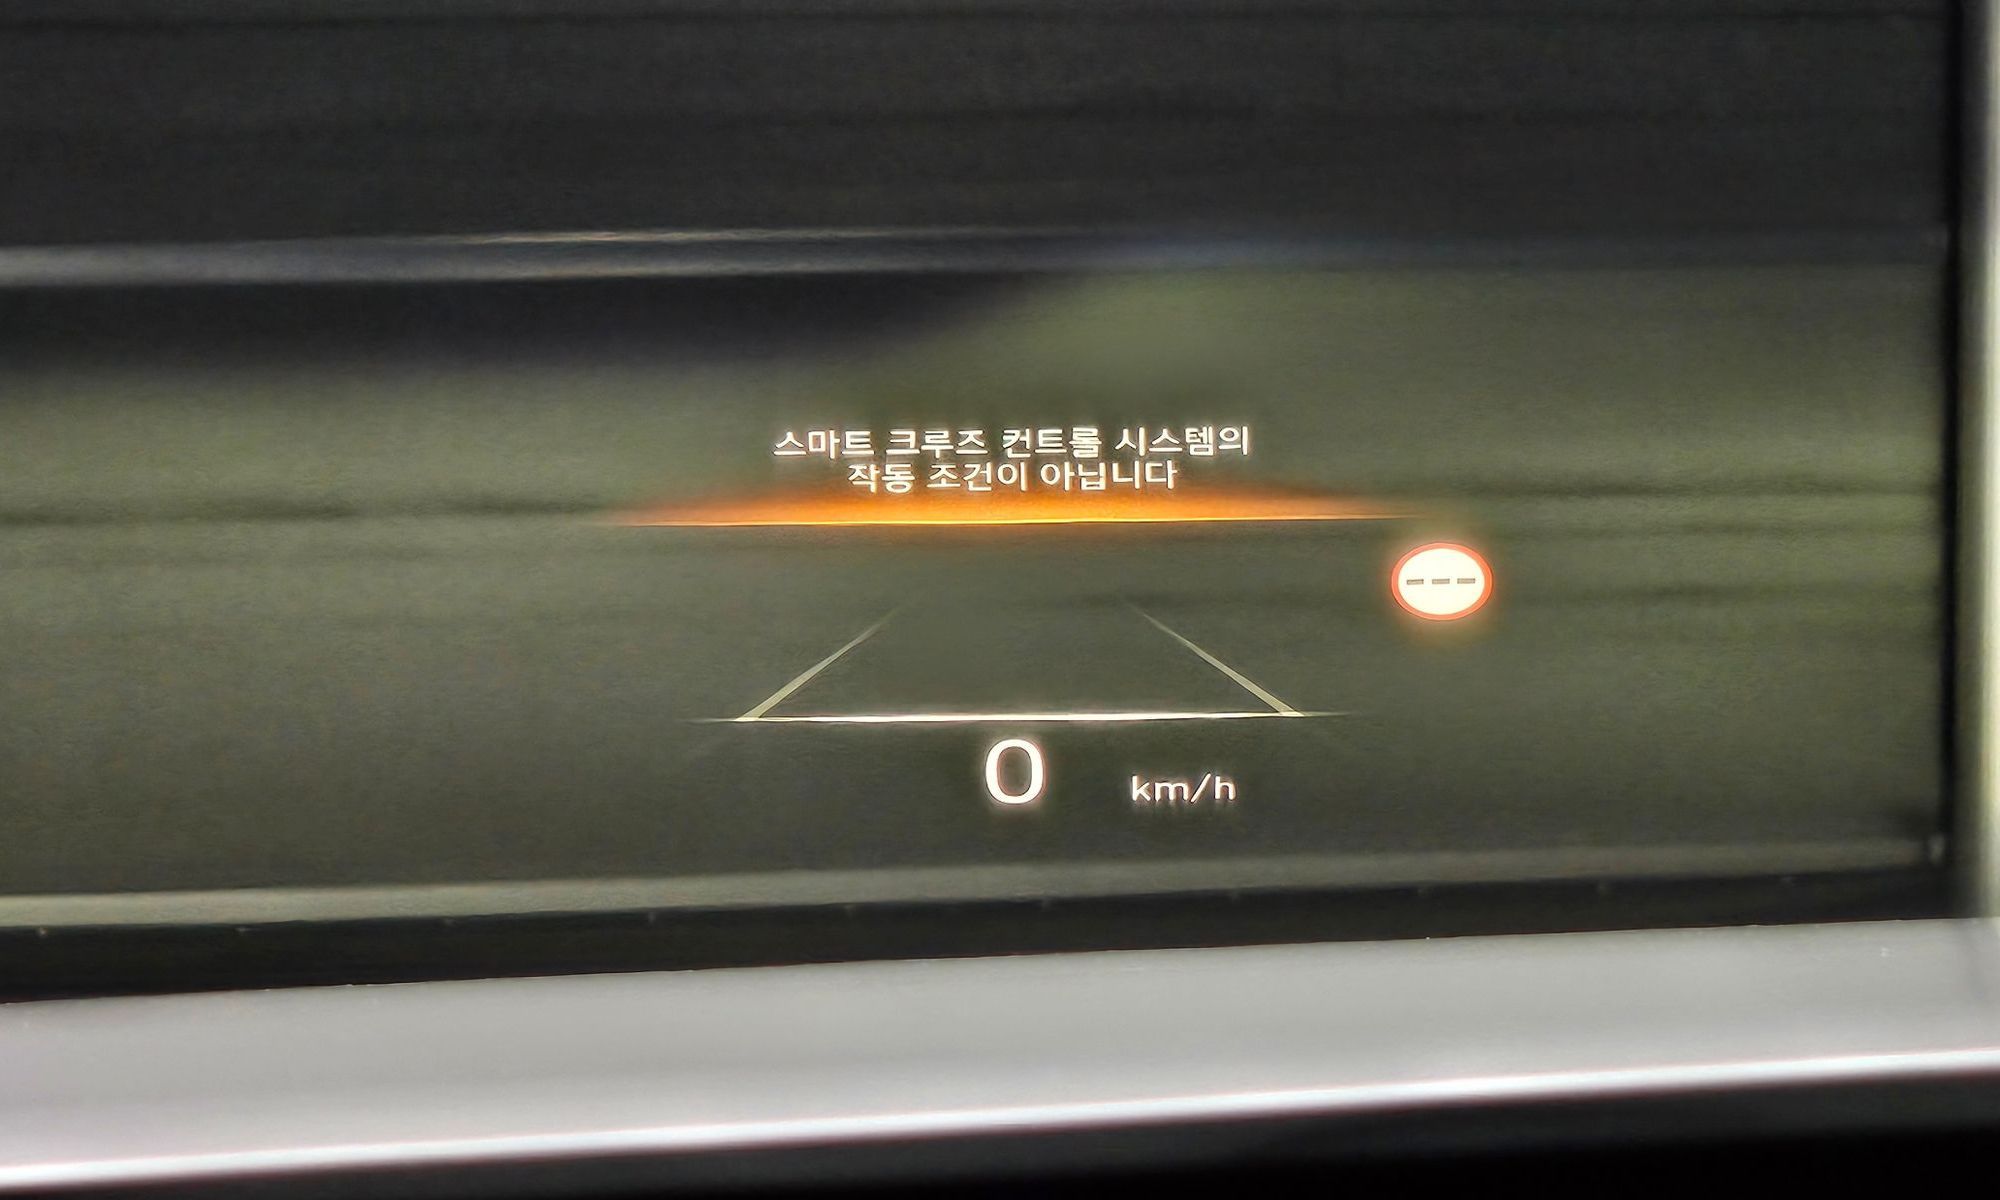 스마트 크루즈 컨트롤 시스템의
작동 조건이 아닙니다
---
0 km/h